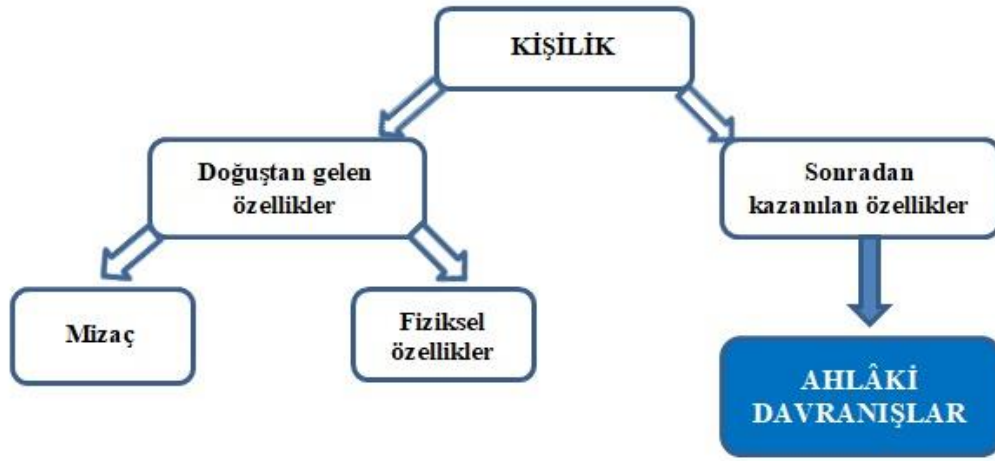 KİŞİLİK
Doğuştan gelen
özellikler
Sonradan
kazanılan özellikler
Mizaç
Fiziksel
özellikler
AHLÂKİ
DAVRANIŞLAR